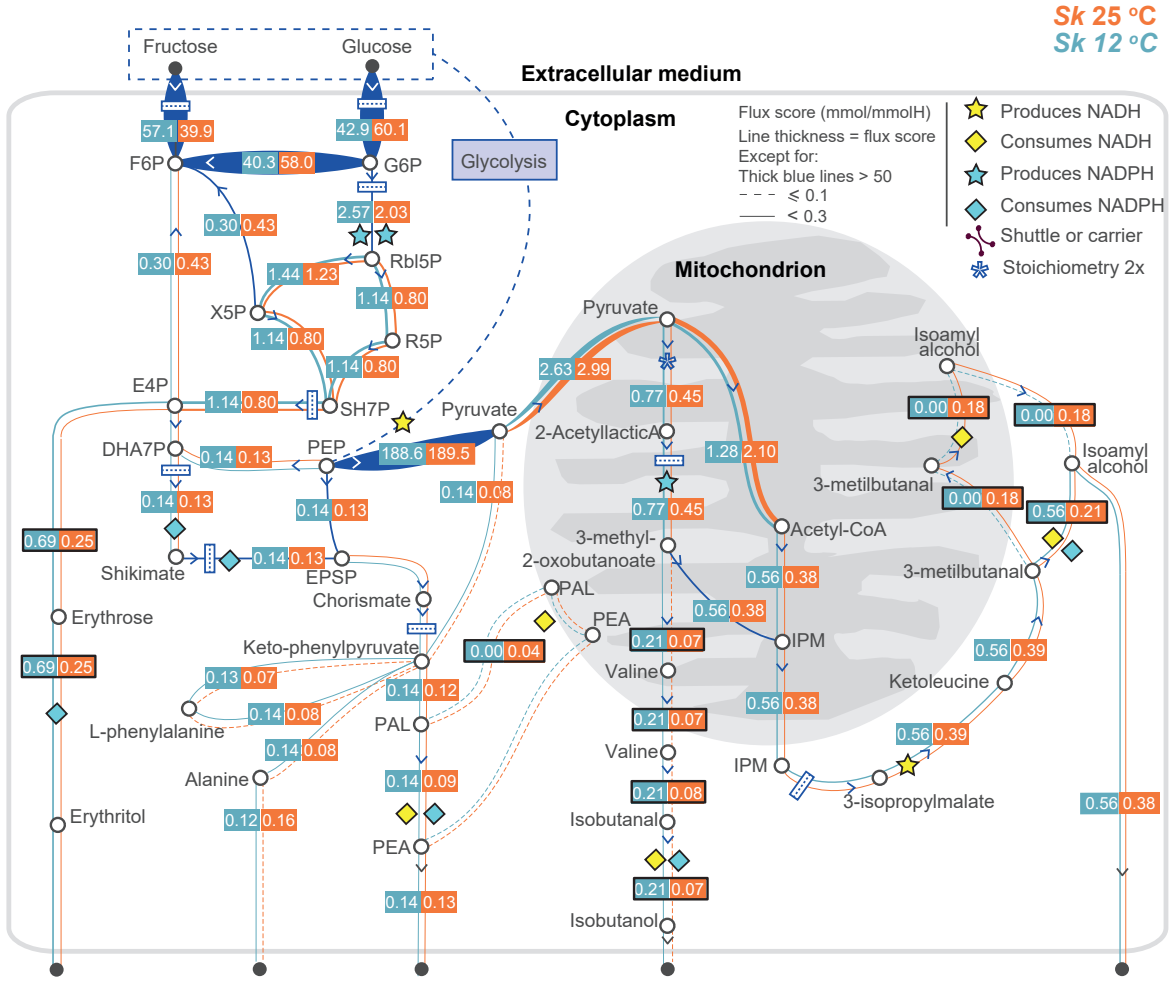 Sk 25 °C
Sk 12 °C
Fructose
Glucose
Extracellular medium
Cytoplasm
Flux score (mmol/mmolH)
Line thickness = flux score
Except for:
Thick blue lines > 50
⩽ 0.1
< 0.3
Produces NADH
Consumes NADH
Produces NADPH
Consumes NADPH
Shuttle or carrier
Stoichiometry 2x
57.1 39.9
42.9 60.1
Glycolysis
F6P
40.3 58.0
G6P
2.57 2.03
0.30 0.43
Rbl5P
0.30 0.43
1.44 1.23
Mitochondrion
1.14 0.80
Pyruvate
X5P
1.14 0.80
R5P
Isoamyl
alcohol
1.14 0.80
2.63 2.99
E4P
1.14 0.80
SH7P
Pyruvate
0.77 0.45
0.00 0.18
0.00 0.18
2-AcetyllacticA
DHA7P
0.14 0.13
PEP
188.6 189.5
1.28 2.10
Isoamyl
alcohol
3-metilbutanal
0.14 0.13
0.14 0.13
0.14 0.08
0.77 0.45
0.00 0.18
0.56 0.21
Acetyl-CoA
0.69 0.25
3-methyl-
2-oxobutanoate
Shikimate
0.14 0.13
EPSP
0.56 0.38
3-metilbutanal
PAL
Chorismate
0.56 0.38
Erythrose
PEA
0.21 0.07
IPM
Keto-phenylpyruvate
0.00 0.04
0.56 0.39
0.69 0.25
0.13 0.07
Valine
Ketoleucine
0.14 0.12
0.56 0.38
0.14 0.08
0.21 0.07
L-phenylalanine
PAL
0.56 0.39
0.14 0.08
Valine
IPM
Alanine
0.14 0.09
0.21 0.08
3-isopropylmalate
0.56 0.38
Erythritol
0.12 0.16
Isobutanal
PEA
0.14 0.13
0.21 0.07
Isobutanol